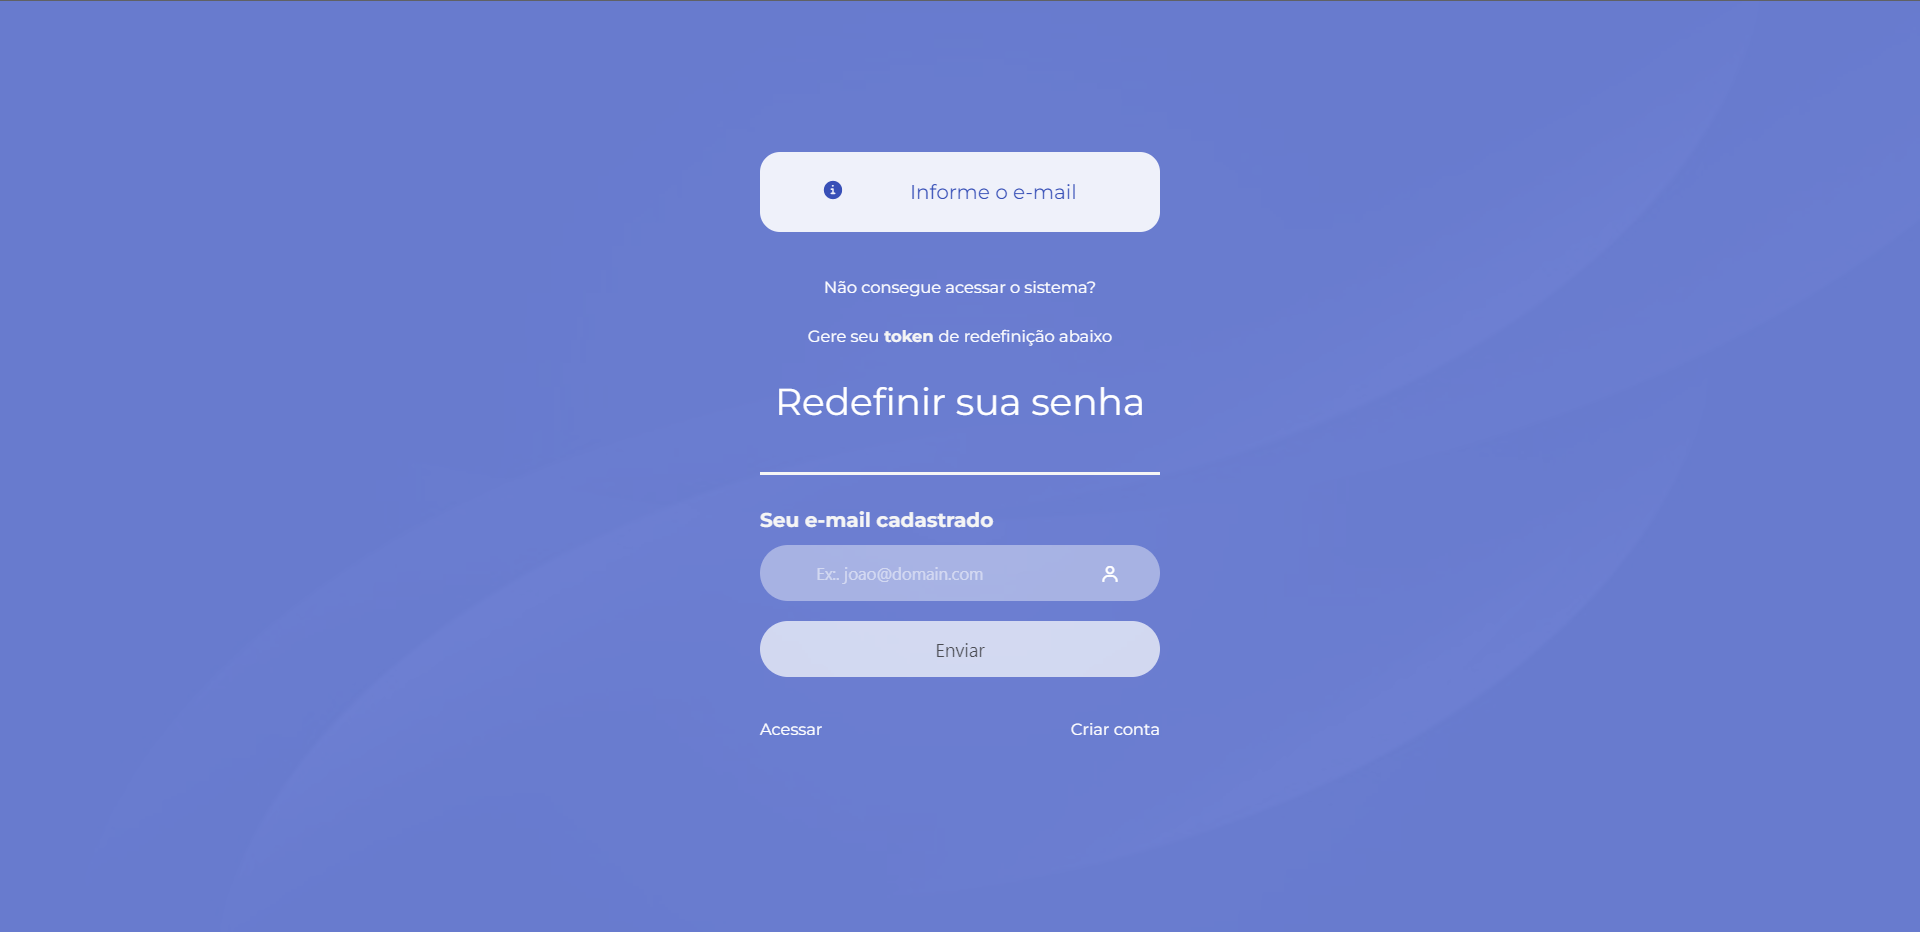 Informe o e-mail
Não consegue acessar o sistema?
Gere seu token de redefinição abaixo
Redefinir sua senha
Seu e-mail cadastrado
Ex:. joao@domain.com
Enviar
Acessar
Criar conta